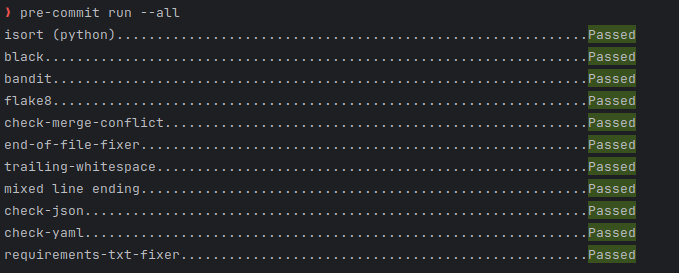 ❯ pre-commit run --all
isort (python)...........................................................Passed
black....................................................................Passed
bandit...................................................................Passed
flake8...................................................................Passed
check-merge-conflict.....................................................Passed
end-of-file-fixer........................................................Passed
trailing-whitespace......................................................Passed
mixed line ending........................................................Passed
check-json...............................................................Passed
check-yaml...............................................................Passed
requirements-txt-fixer...................................................Passed